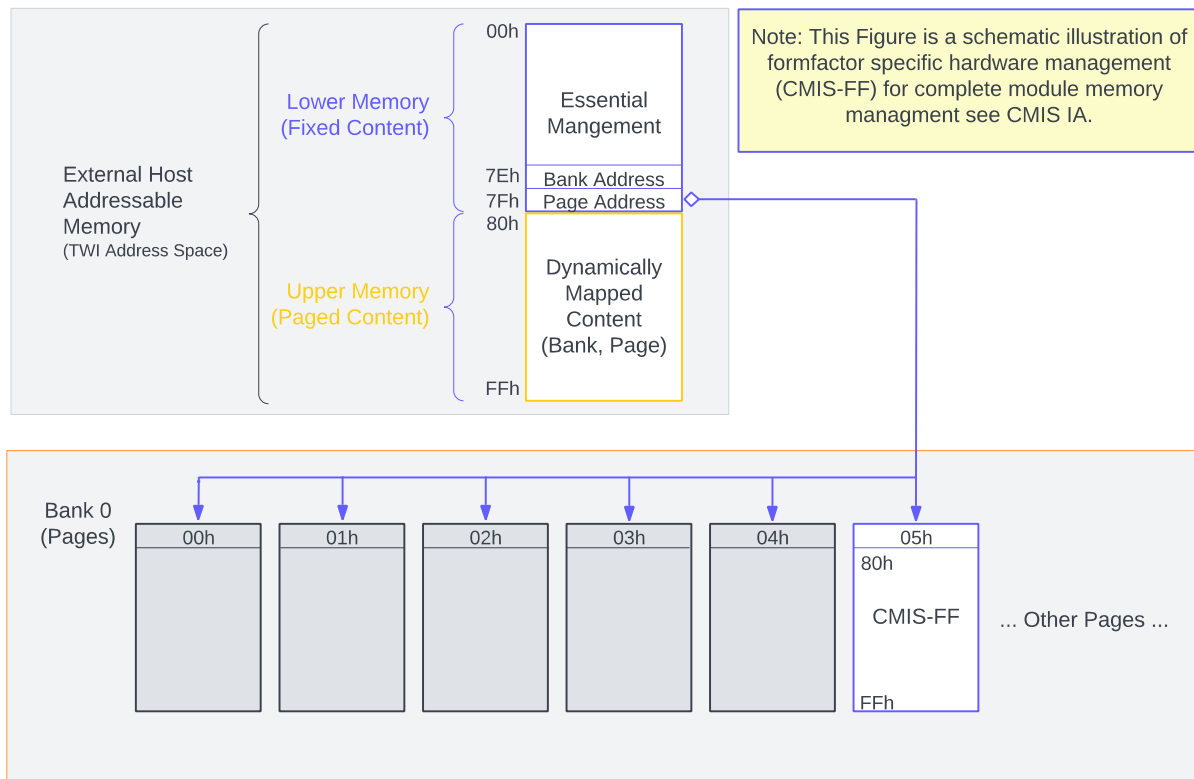 00h
Note: This Figure is a schematic illustration of
formfactor specific hardware management
(CMIS-FF) for complete module memory
managment see CMIS IA.
Lower Memory
(Fixed Content)
Essential
Mangement
External Host
Addressable
Memory
(TWI Address Space)
7Eh
Bank Address
7Fh
Page Address
80h
Upper Memory
(Paged Content)
Dynamically
Mapped
Content
(Bank, Page)
FFh
Bank 0
(Pages)
00h
01h
02h
03h
04h
05h
80h
CMIS-FF
FFh
... Other Pages ...